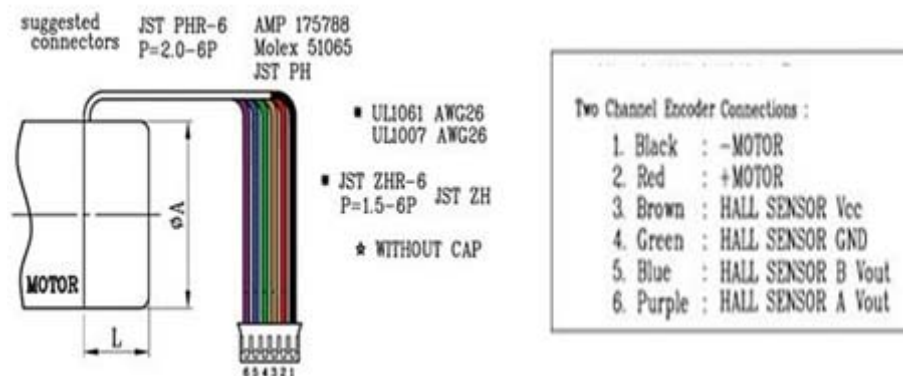 suggested
connectors
JST PHR-6
P=2.0-6P
AMP 175788
Molex 51065
JST PH
UL1061 AWG26
UL1007 AWG26
JST ZHR-6
P=1.5-6P
JST ZH
WITHOUT CAP
øA
MOTOR
L
654321
Two Channel Encoder Connections :
1. Black : -MOTOR
2. Red : +MOTOR
3. Brown : HALL SENSOR Vcc
4. Green : HALL SENSOR GND
5. Blue : HALL SENSOR B Vout
6. Purple : HALL SENSOR A Vout